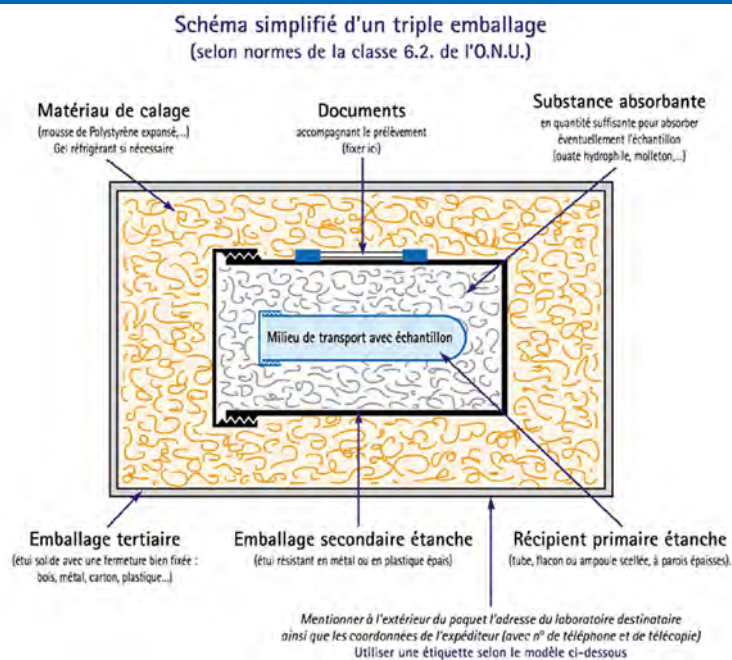 Schéma simplifié d'un triple emballage
(selon normes de la classe 6.2. de l'O.N.U.)
Matériau de calage
(mousse de Polystyrène expansé,...)
Gel réfrigérant si nécessaire
Documents
accompagnant le prélèvement
(fixer ici)
Substance absorbante
en quantité suffisante pour absorber
éventuellement l'échantillon
(ouate hydrophile, molleton,...)
Milieu de transport avec échantillon
Emballage tertiaire
(étui solide avec une fermeture bien fixée :
bois, métal, carton, plastique...)
Emballage secondaire étanche
(étui résistant en métal ou en plastique épais)
Récipient primaire étanche
(tube, flacon ou ampoule scellée, à parois épaisses).
Mentionner à l'extérieur du paquet l'adresse du laboratoire destinataire
ainsi que les coordonnées de l'expéditeur (avec n° de téléphone et de télécopie)
Utiliser une étiquette selon le modèle ci-dessous